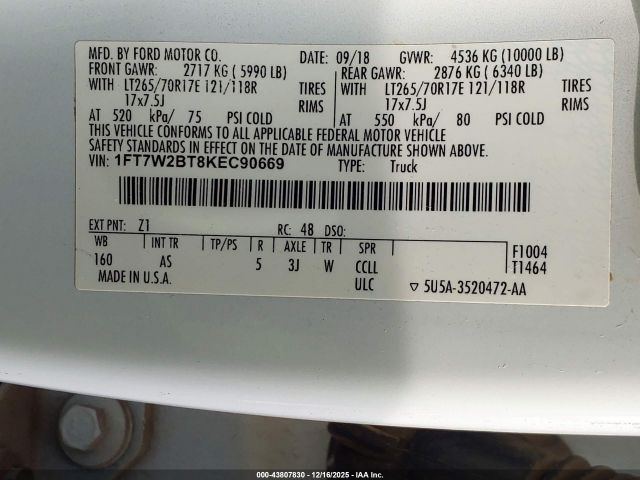 MFD. BY FORD MOTOR CO. DATE: 09/18 GVWR: 4536 KG (10000 LB)
FRONT GAWR: 2717 KG ( 5990 LB) REAR GAWR: 2876 KG ( 6340 LB)
WITH LT265/70R17E 121/118R TIRES WITH LT265/70R17E 121/118R TIRES
17x7.5J RIMS 17x7.5J RIMS
AT 520 kPa/ 75 PSI COLD AT 550 kPa/ 80 PSI COLD
THIS VEHICLE CONFORMS TO ALL APPLICABLE FEDERAL MOTOR VEHICLE
SAFETY STANDARDS IN EFFECT ON THE DATE OF MANUFACTURE SHOWN ABOVE.
VIN: 1FT7W2BT8KEC90669 TYPE: Truck
EXT PNT: Z1 RC: 48 DSO:
WB INT TR TP/PS R AXLE TR SPR F1004
160 AS 5 3J W CCLL T1464
MADE IN U.S.A. ULC ▽ 5U5A-3520472-AA
000-43807830 - 12/16/2025 - IAA Inc.